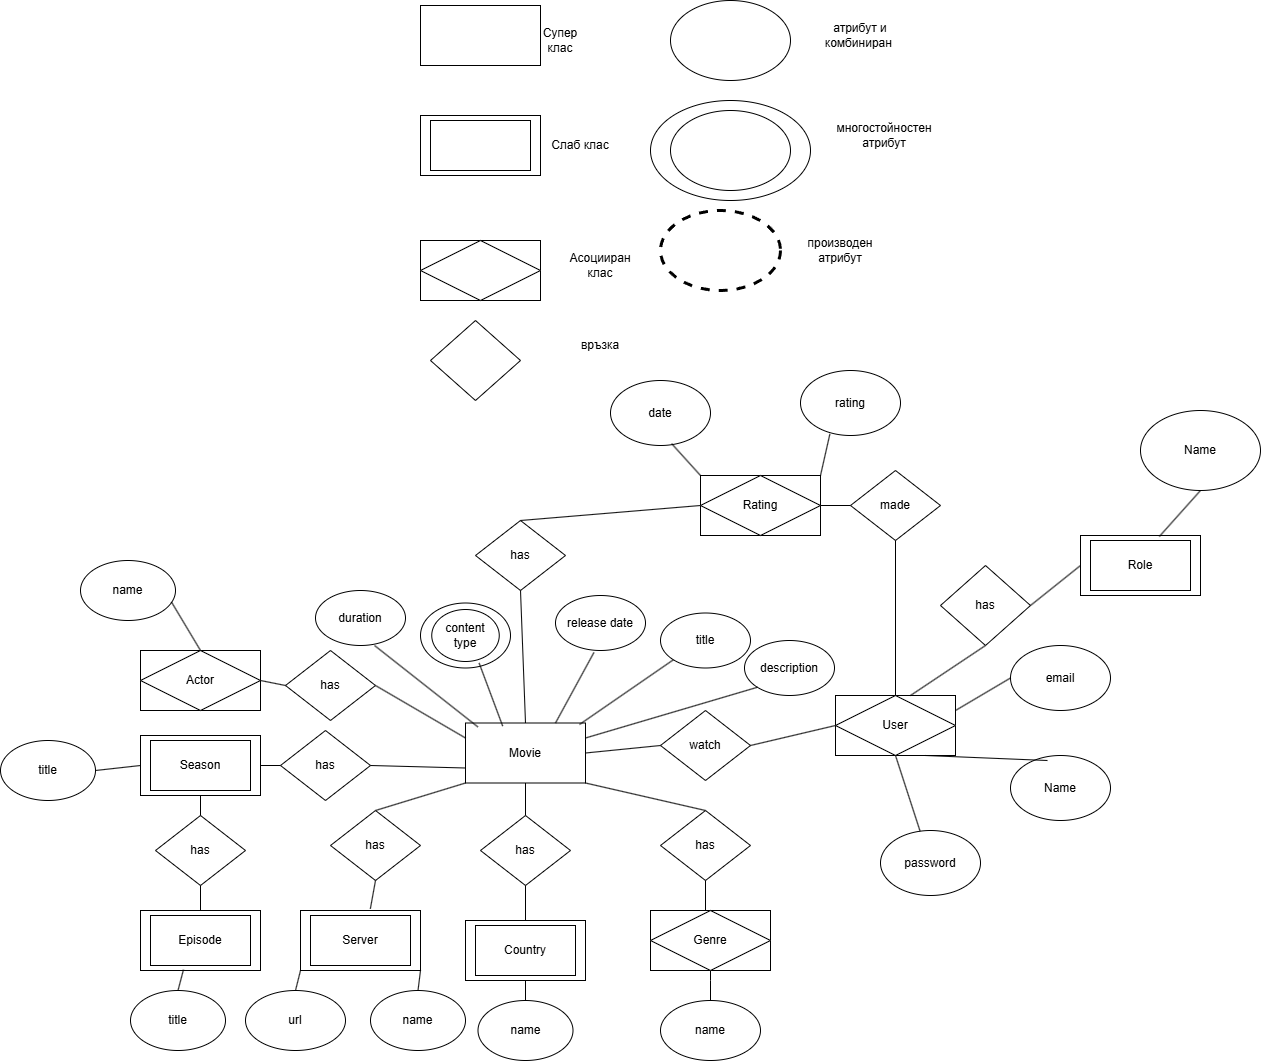 Супер
клас
атрибут и
комбиниран
Слаб клас
многостойностен
атрибут
Асоцииран
клас
производен
атрибут
връзка
date
rating
Name
Rating
made
has
Role
has
name
duration
content
type
release date
title
description
email
Actor
has
User
Movie
watch
title
Season
has
Name
has
has
has
has
password
Episode
Server
Country
Genre
title
url
name
name
name